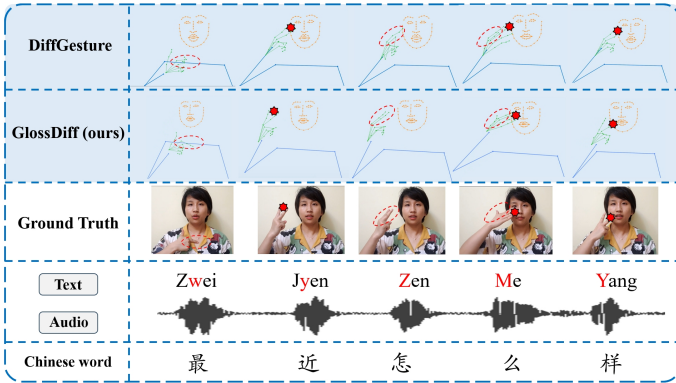 DiffGesture
GlossDiff (ours)
Ground Truth
Text Zwei Jyen Zen Me Yang
Audio
Chinese word 最 近 怎 么 样